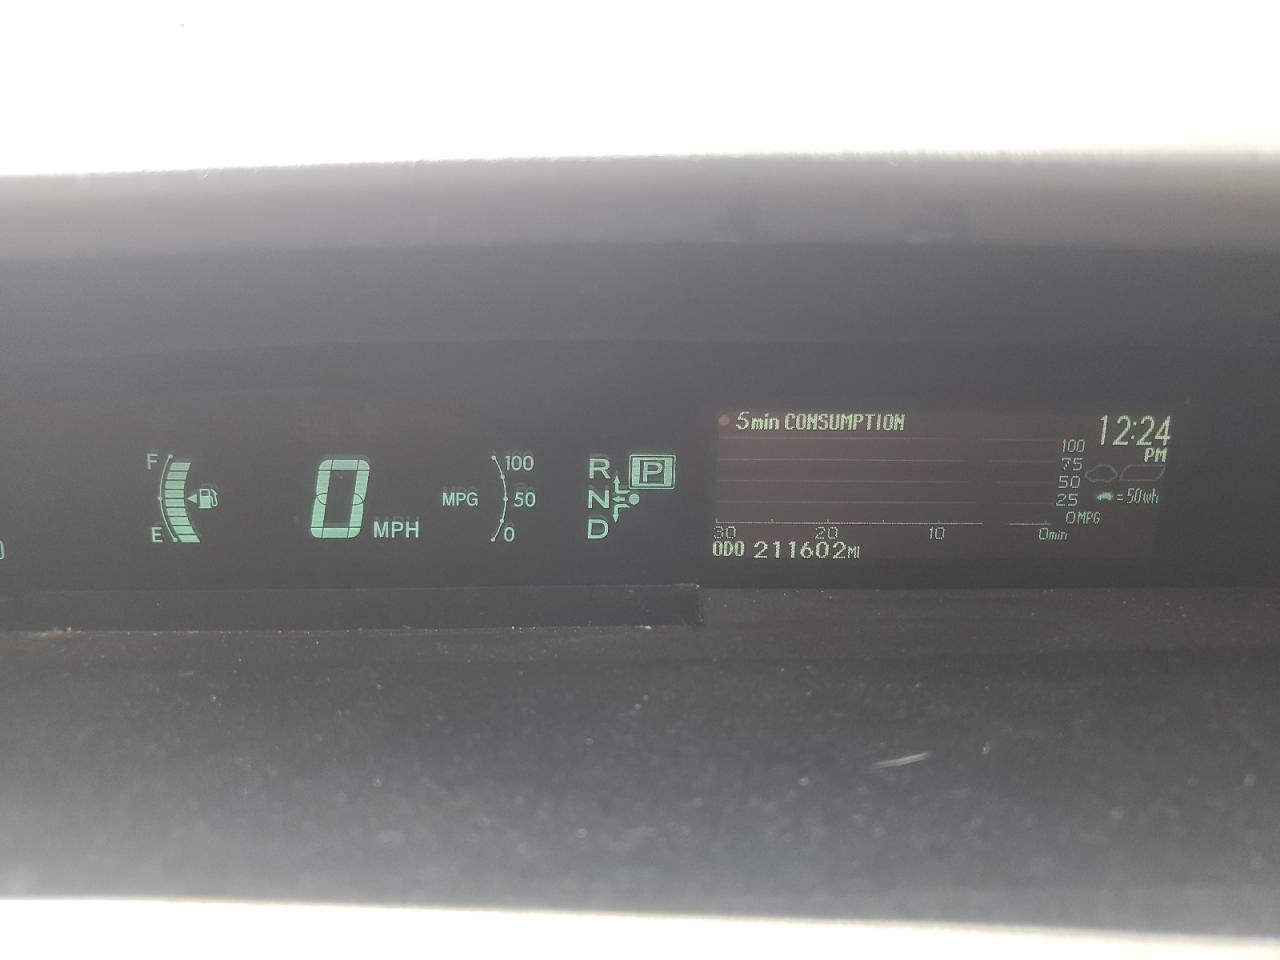 F
E
0 MPH
MPG
100
50
0
R
N
D
P
5min CONSUMPTION
12:24
PM
100
75
50
25
0MPG
=50Wh
30 20 10 0min
ODO 211602MI